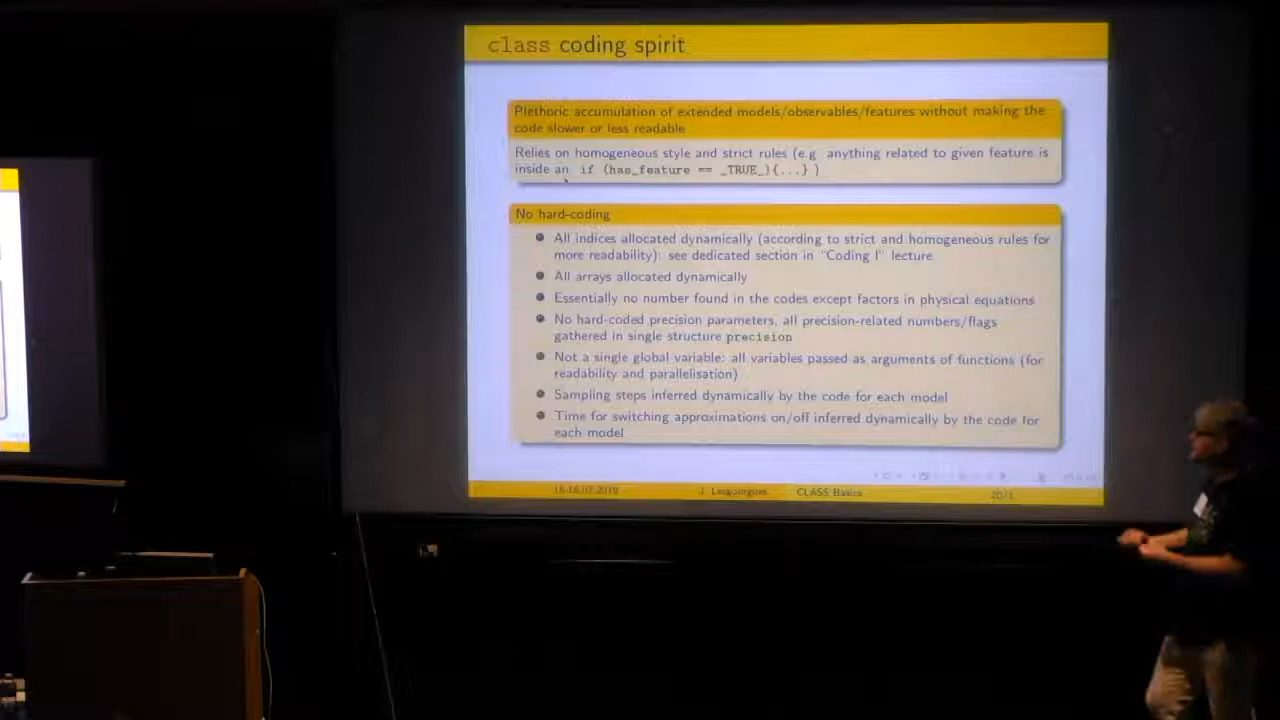 class coding spirit
Plethoric accumulation of extended models/observables/features without making the
code slower or less readable
Relies on homogeneous style and strict rules (e.g. anything related to given feature is
inside an if (has_feature == _TRUE_){...} )
No hard-coding
All indices allocated dynamically (according to strict and homogeneous rules for
more readability): see dedicated section in "Coding I" lecture
All arrays allocated dynamically
Essentially no number found in the codes except factors in physical equations
No hard-coded precision parameters, all precision-related numbers/flags
gathered in single structure precision
Not a single global variable: all variables passed as arguments of functions (for
readability and parallelisation)
Sampling steps inferred dynamically by the code for each model
Time for switching approximations on/off inferred dynamically by the code for
each model
J. Lesgourgues CLASS Basics